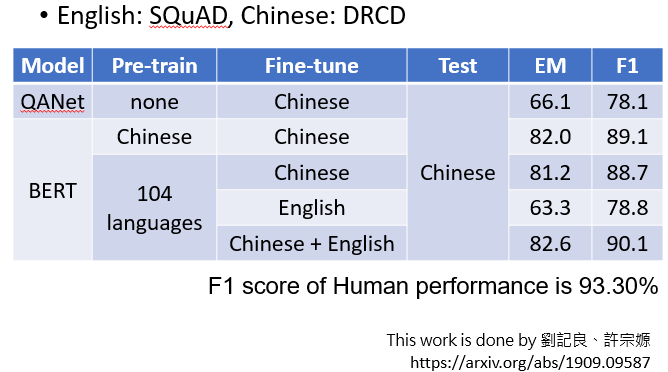 • English: SQuAD, Chinese: DRCD
Model Pre-train Fine-tune Test EM F1
QANet none Chinese Chinese 66.1 78.1
BERT Chinese Chinese 82.0 89.1
104 languages Chinese 81.2 88.7
English 63.3 78.8
Chinese + English 82.6 90.1
F1 score of Human performance is 93.30%
This work is done by 劉記良、許宗嫄
https://arxiv.org/abs/1909.09587